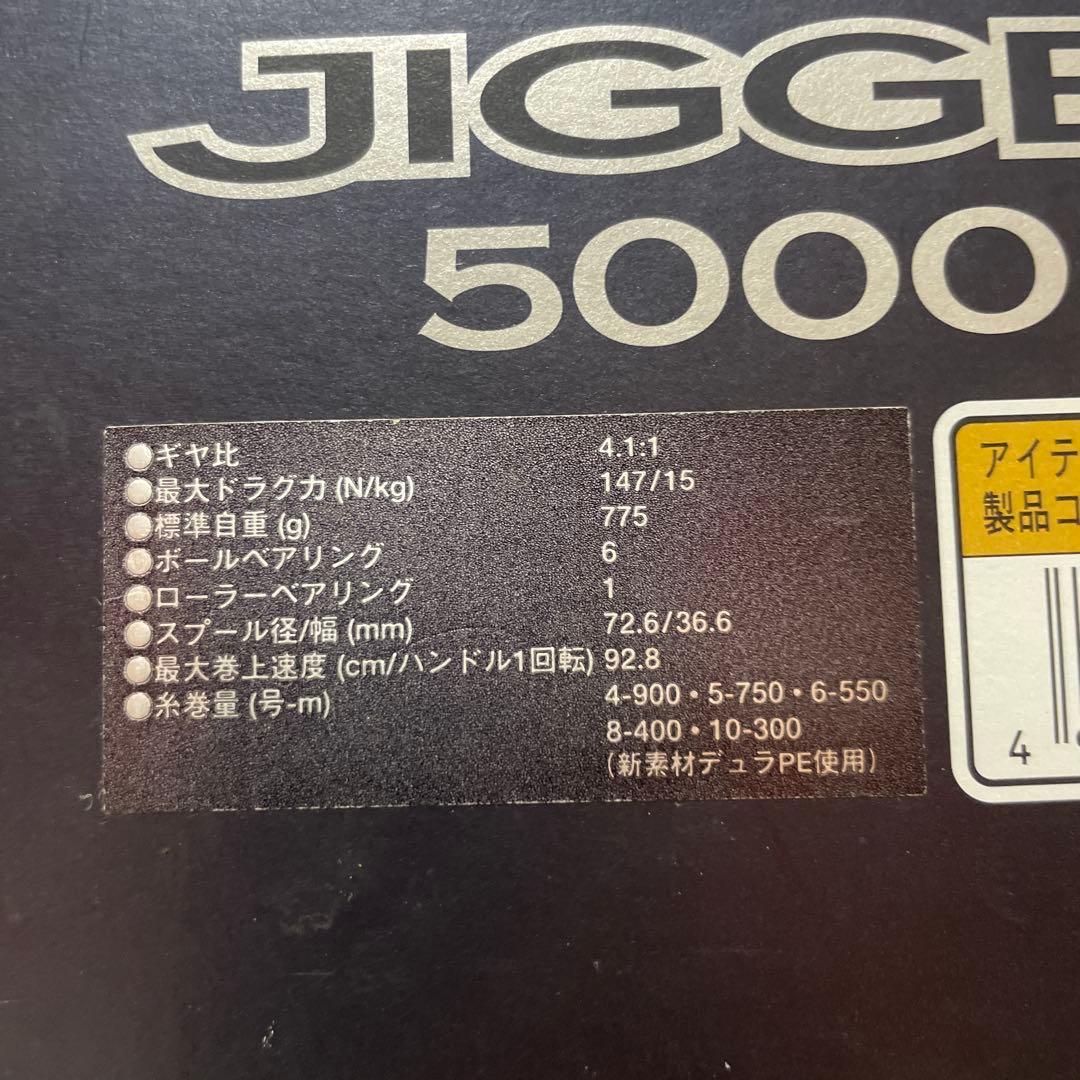 JIGGE
5000
●ギヤ比 4.1:1
●最大ドラグ力 (N/kg) 147/15
●標準自重 (g) 775
●ボールベアリング 6
●ローラーベアリング 1
●スプール径/幅 (mm) 72.6/36.6
●最大巻上速度 (cm/ハンドル1回転) 92.8
●糸巻量 (号-m) 4-900・5-750・6-550
8-400・10-300
(新素材デュラPE使用)
アイテ
製品コ
4